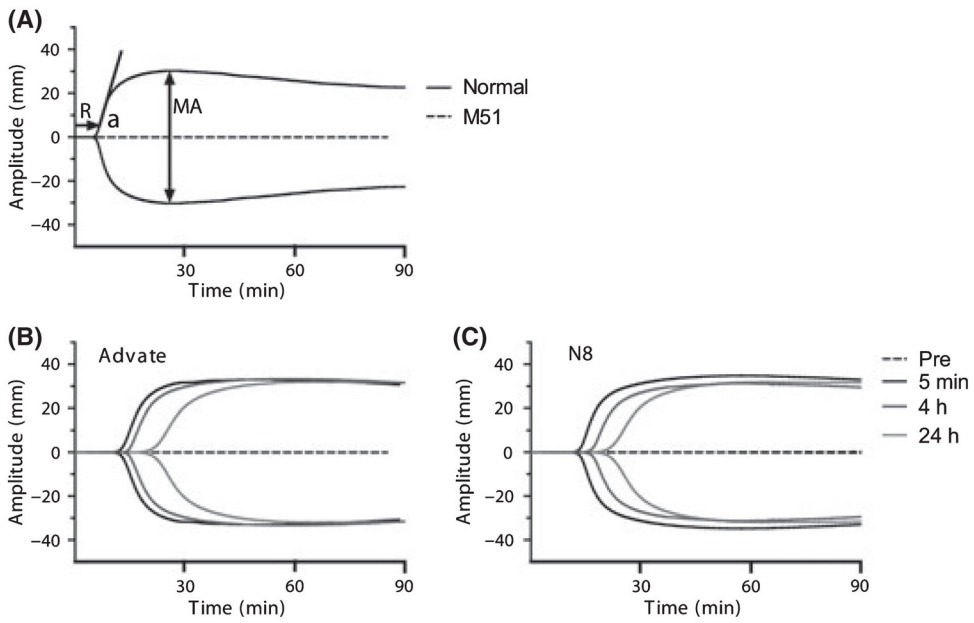 (A)
Amplitude (mm)
40
20
0
−20
−40
R
a
MA
30
60
90
Time (min)
Normal
M51
(B)
Advate
Amplitude (mm)
40
20
0
−20
−40
30
60
90
Time (min)
(C)
N8
Amplitude (mm)
40
20
0
−20
−40
30
60
90
Time (min)
Pre
5 min
4 h
24 h